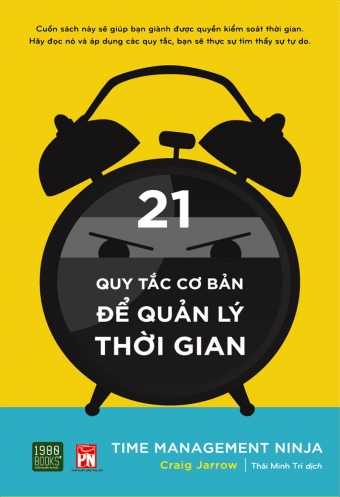 Cuốn sách này sẽ giúp bạn giành được quyền kiểm soát thời gian.
Hãy đọc nó và áp dụng các quy tắc, bạn sẽ thực sự tìm thấy sự tự do.
21
QUY TẮC CƠ BẢN
ĐỂ QUẢN LÝ
THỜI GIAN
1980
BOOKS
PN
TIME MANAGEMENT NINJA
Craig Jarrow | Thái Minh Trí dịch